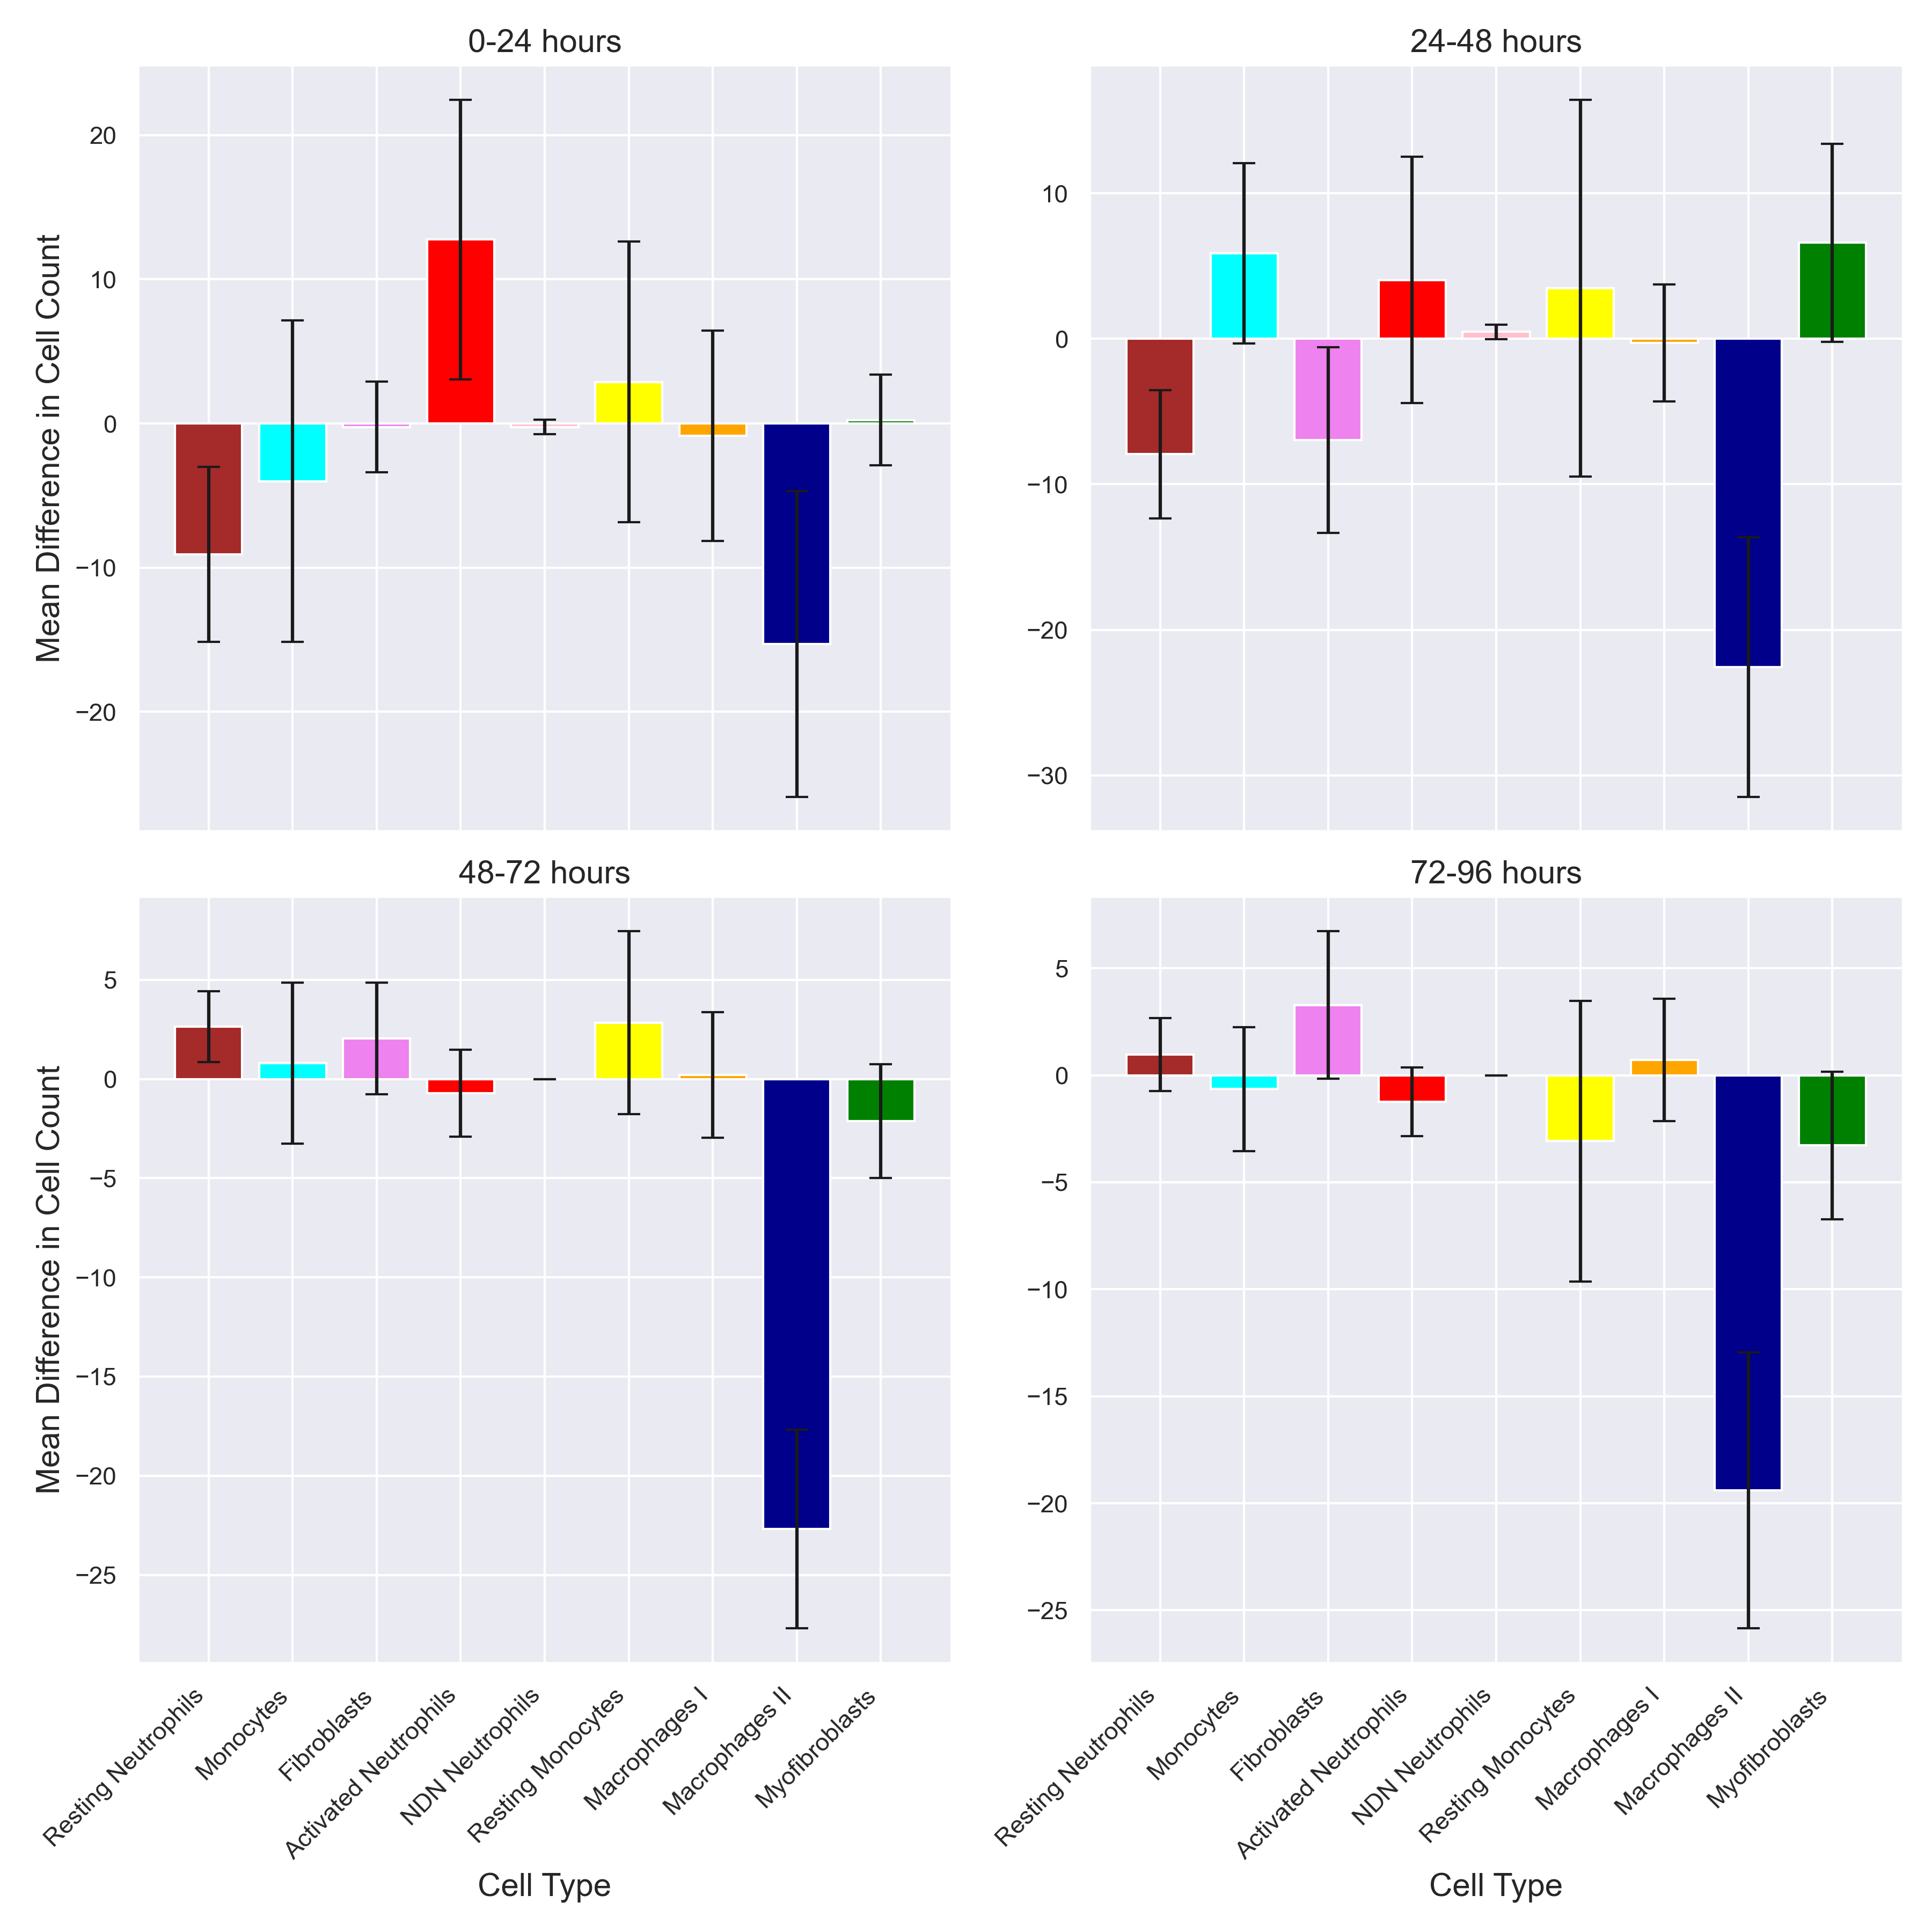 0-24 hours
24-48 hours
Mean Difference in Cell Count
20
10
0
−10
−20
10
0
−10
−20
−30
48-72 hours
72-96 hours
Mean Difference in Cell Count
5
0
−5
−10
−15
−20
−25
5
0
−5
−10
−15
−20
−25
Resting Neutrophils
Monocytes
Fibroblasts
Activated Neutrophils
NDN Neutrophils
Resting Monocytes
Macrophages I
Macrophages II
Myofibroblasts
Resting Neutrophils
Monocytes
Fibroblasts
Activated Neutrophils
NDN Neutrophils
Resting Monocytes
Macrophages I
Macrophages II
Myofibroblasts
Cell Type
Cell Type